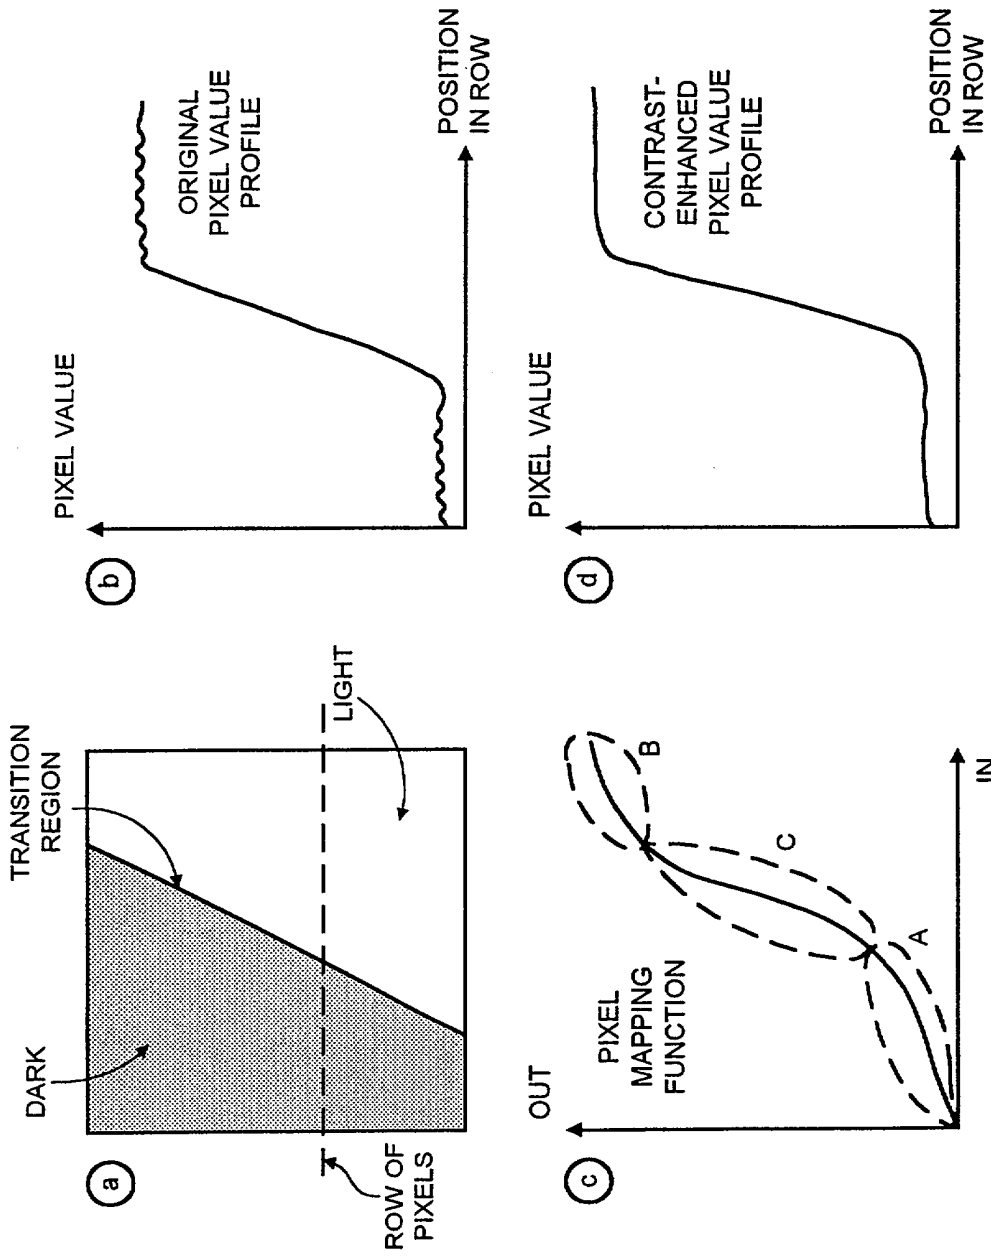 a
DARK
TRANSITION
REGION
LIGHT
ROW OF
PIXELS
b
PIXEL VALUE
ORIGINAL
PIXEL VALUE
PROFILE
POSITION
IN ROW
c
OUT
PIXEL
MAPPING
FUNCTION
A
C
B
IN
d
PIXEL VALUE
CONTRAST-
ENHANCED
PIXEL VALUE
PROFILE
POSITION
IN ROW